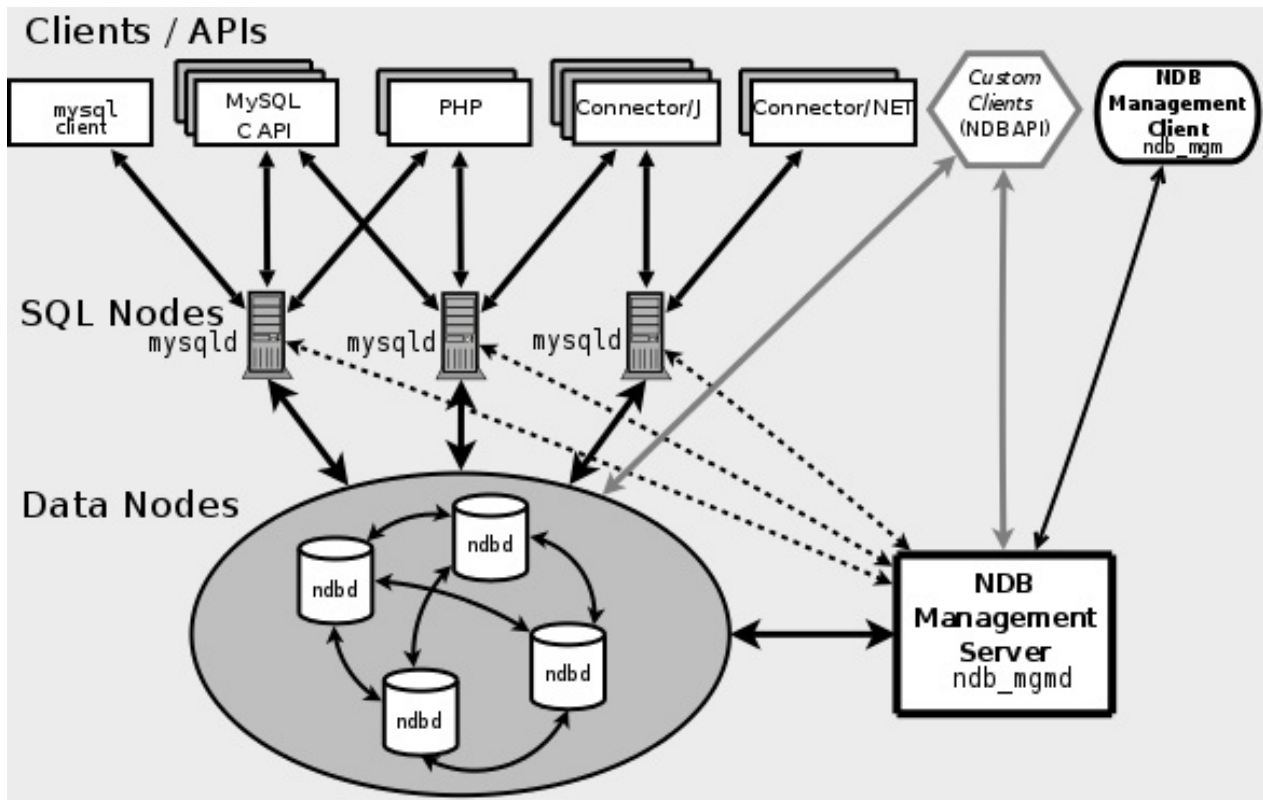 Clients / APIs
mysql
client
MySQL
C API
PHP
Connector/J
Connector/NET
Custom
Clients
(NDBAPI)
NDB
Management
Client
ndb_mgm
SQL Nodes
mysqld
mysqld
mysqld
Data Nodes
ndbd
ndbd
ndbd
ndbd
NDB
Management
Server
ndb_mgmd